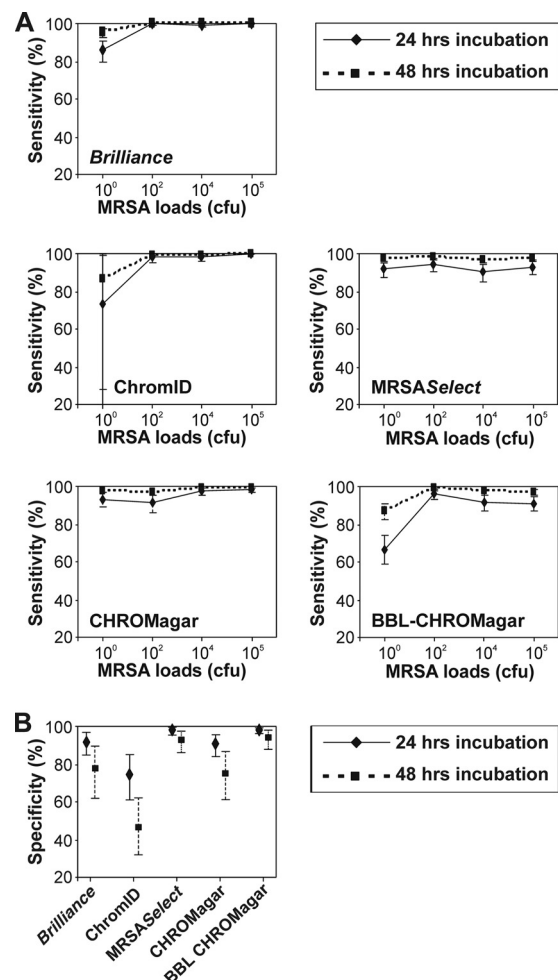 A
Sensitivity (%)
100
80
60
40
20
Brilliance
10⁰ 10² 10⁴ 10⁵
MRSA loads (cfu)
24 hrs incubation
48 hrs incubation
Sensitivity (%)
100
80
60
40
20
ChromID
10⁰ 10² 10⁴ 10⁵
MRSA loads (cfu)
Sensitivity (%)
100
80
60
40
20
MRSASelect
10⁰ 10² 10⁴ 10⁵
MRSA loads (cfu)
Sensitivity (%)
100
80
60
40
20
CHROMagar
10⁰ 10² 10⁴ 10⁵
MRSA loads (cfu)
Sensitivity (%)
100
80
60
40
20
BBL-CHROMagar
10⁰ 10² 10⁴ 10⁵
MRSA loads (cfu)
B
Specificity (%)
100
80
60
40
20
Brilliance
ChromID
MRSASelect
CHROMagar
BBL CHROMagar
24 hrs incubation
48 hrs incubation